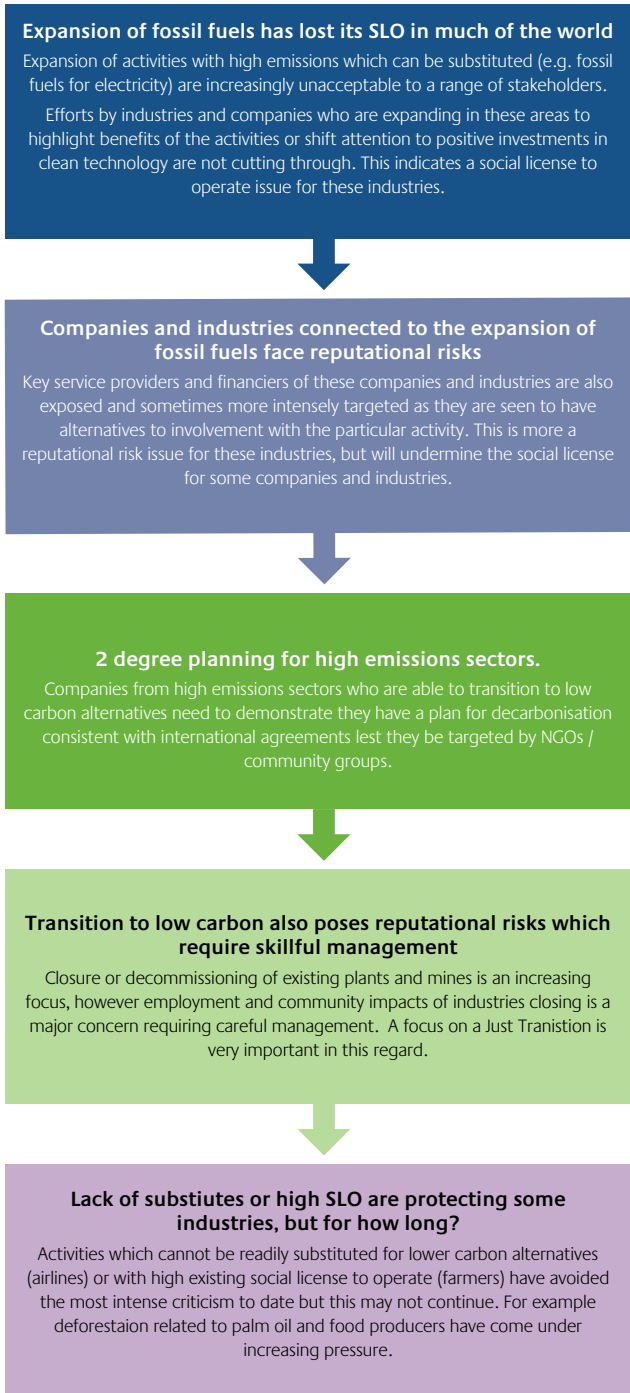 Expansion of fossil fuels has lost its SLO in much of the world
Expansion of activities with high emissions which can be substituted (e.g. fossil
fuels for electricity) are increasingly unacceptable to a range of stakeholders.
Efforts by industries and companies who are expanding in these areas to
highlight benefits of the activities or shift attention to positive investments in
clean technology are not cutting through. This indicates a social license to
operate issue for these industries.
Companies and industries connected to the expansion of
fossil fuels face reputational risks
Key service providers and financiers of these companies and industries are also
exposed and sometimes more intensely targeted as they are seen to have
alternatives to involvement with the particular activity. This is more a
reputational risk issue for these industries, but will undermine the social license
for some companies and industries.
2 degree planning for high emissions sectors.
Companies from high emissions sectors who are able to transition to low
carbon alternatives need to demonstrate they have a plan for decarbonisation
consistent with international agreements lest they be targeted by NGOs /
community groups.
Transition to low carbon also poses reputational risks which
require skillful management
Closure or decommissioning of existing plants and mines is an increasing
focus, however employment and community impacts of industries closing is a
major concern requiring careful management. A focus on a Just Tranistion is
very important in this regard.
Lack of substiutes or high SLO are protecting some
industries, but for how long?
Activities which cannot be readily substituted for lower carbon alternatives
(airlines) or with high existing social license to operate (farmers) have avoided
the most intense criticism to date but this may not continue. For example
deforestaion related to palm oil and food producers have come under
increasing pressure.